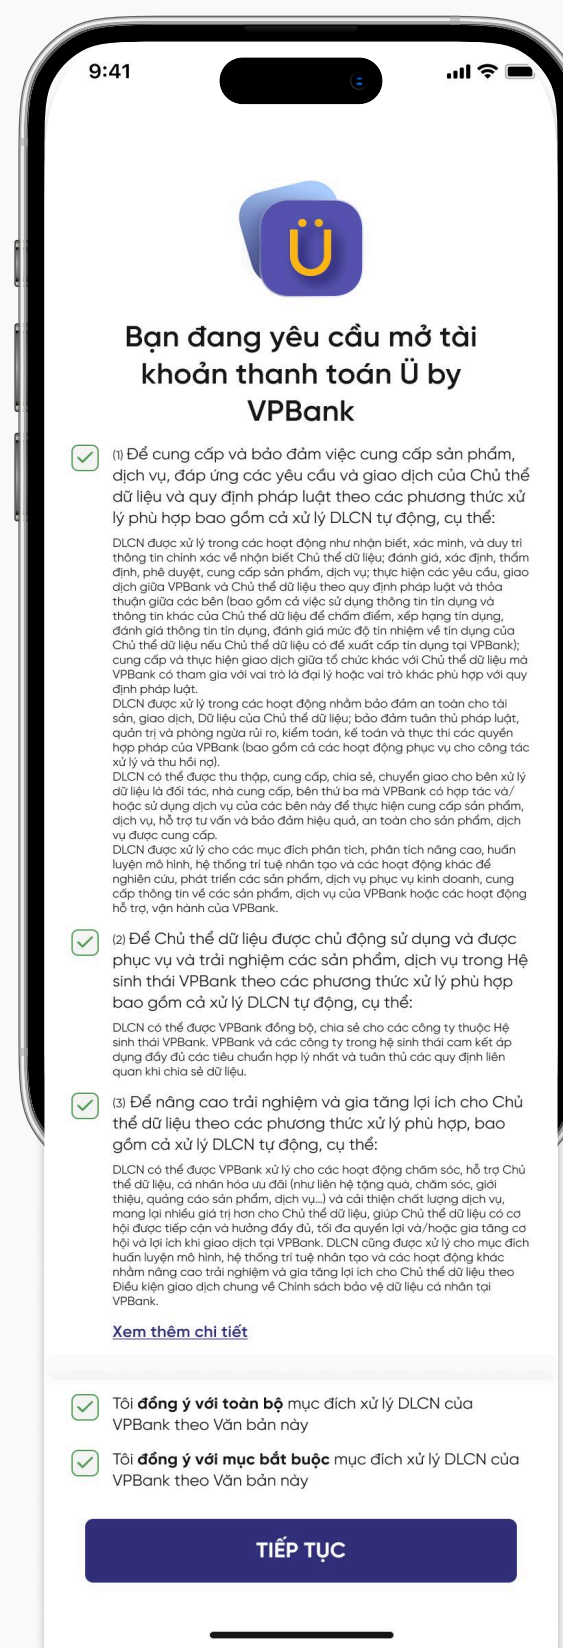 9:41
Ü
Bạn đang yêu cầu mở tài
khoản thanh toán Ü by
VPBank
(1) Để cung cấp và bảo đảm việc cung cấp sản phẩm,
dịch vụ, đáp ứng các yêu cầu và giao dịch của Chủ thể
dữ liệu và quy định pháp luật theo các phương thức xử
lý phù hợp bao gồm cả xử lý DLCN tự động, cụ thể:
DLCN được xử lý trong các hoạt động như nhận biết, xác minh, và duy trì
thông tin chính xác về nhận biết Chủ thể dữ liệu; đánh giá, xác định, thẩm
định, phê duyệt, cung cấp sản phẩm, dịch vụ; thực hiện các yêu cầu, giao
dịch giữa VPBank và Chủ thể dữ liệu theo quy định pháp luật và thỏa
thuận giữa các bên (bao gồm cả việc sử dụng thông tin tín dụng và
thông tin khác của Chủ thể dữ liệu để chấm điểm, xếp hạng tín dụng,
đánh giá thông tin tín dụng, đánh giá mức độ tín nhiệm về tín dụng của
Chủ thể dữ liệu nếu Chủ thể dữ liệu có đề xuất cấp tín dụng tại VPBank);
cung cấp và thực hiện giao dịch giữa tổ chức khác với Chủ thể dữ liệu mà
VPBank có tham gia với vai trò là đại lý hoặc vai trò khác phù hợp với quy
định pháp luật.
DLCN được xử lý trong các hoạt động nhằm bảo đảm an toàn cho tài
sản, giao dịch, Dữ liệu của Chủ thể dữ liệu; bảo đảm tuân thủ pháp luật,
quản trị và phòng ngừa rủi ro, kiểm toán, kế toán và thực thi các quyền
hợp pháp của VPBank (bao gồm cả các hoạt động phục vụ cho công tác
xử lý và thu hồi nợ).
DLCN có thể được thu thập, cung cấp, chia sẻ, chuyển giao cho bên xử lý
dữ liệu là đối tác, nhà cung cấp, bên thứ ba mà VPBank có hợp tác và/
hoặc sử dụng dịch vụ của các bên này để thực hiện cung cấp sản phẩm,
dịch vụ, hỗ trợ tư vấn và bảo đảm hiệu quả, an toàn cho sản phẩm, dịch
vụ được cung cấp.
DLCN được xử lý cho các mục đích phân tích, phân tích nâng cao, huấn
luyện mô hình, hệ thống trí tuệ nhân tạo và các hoạt động khác để
nghiên cứu, phát triển các sản phẩm, dịch vụ phục vụ kinh doanh, cung
cấp thông tin về các sản phẩm, dịch vụ của VPBank hoặc các hoạt động
hỗ trợ, vận hành của VPBank.
(2) Để Chủ thể dữ liệu được chủ động sử dụng và được
phục vụ và trải nghiệm các sản phẩm, dịch vụ trong Hệ
sinh thái VPBank theo các phương thức xử lý phù hợp
bao gồm cả xử lý DLCN tự động, cụ thể:
DLCN có thể được VPBank đồng bộ, chia sẻ cho các công ty thuộc Hệ
sinh thái VPBank. VPBank và các công ty trong hệ sinh thái cam kết áp
dụng đầy đủ các tiêu chuẩn hợp lý nhất và tuân thủ các quy định liên
quan khi chia sẻ dữ liệu.
(3) Để nâng cao trải nghiệm và gia tăng lợi ích cho Chủ
thể dữ liệu theo các phương thức xử lý phù hợp, bao
gồm cả xử lý DLCN tự động, cụ thể:
DLCN có thể được VPBank xử lý cho các hoạt động chăm sóc, hỗ trợ Chủ
thể dữ liệu, cá nhân hóa ưu đãi (như liên hệ tặng quà, chăm sóc, giới
thiệu, quảng cáo sản phẩm, dịch vụ...) và cải thiện chất lượng dịch vụ,
mang lại nhiều giá trị hơn cho Chủ thể dữ liệu, giúp Chủ thể dữ liệu có cơ
hội được tiếp cận và hưởng đầy đủ, tối đa quyền lợi và/hoặc gia tăng cơ
hội và lợi ích khi giao dịch tại VPBank. DLCN cũng được xử lý cho mục đích
huấn luyện mô hình, hệ thống trí tuệ nhân tạo và các hoạt động khác
nhằm nâng cao trải nghiệm và gia tăng lợi ích cho Chủ thể dữ liệu theo
Điều kiện giao dịch chung về Chính sách bảo vệ dữ liệu cá nhân tại
VPBank.
Xem thêm chi tiết
Tôi đồng ý với toàn bộ mục đích xử lý DLCN của
VPBank theo Văn bản này
Tôi đồng ý với mục bắt buộc mục đích xử lý DLCN của
VPBank theo Văn bản này
TIẾP TỤC